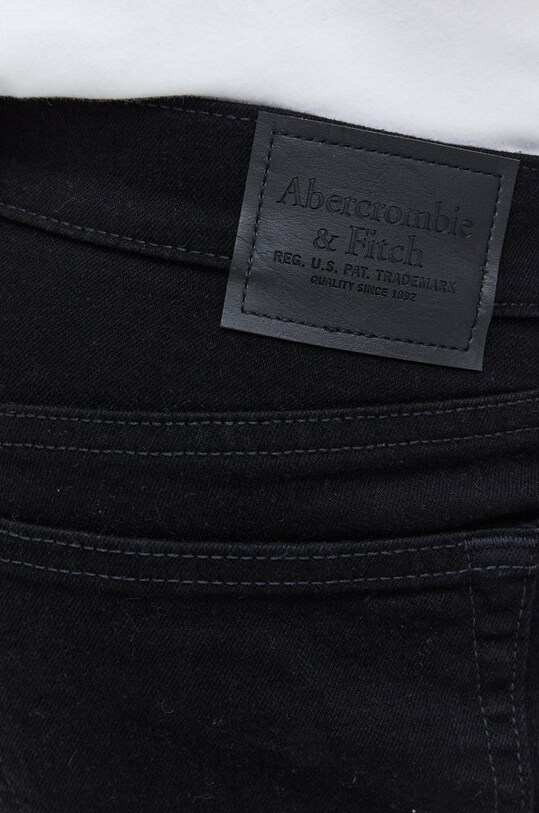 Abercrombie
& Fitch
REG. U.S. PAT. TRADEMARK
QUALITY SINCE 1892